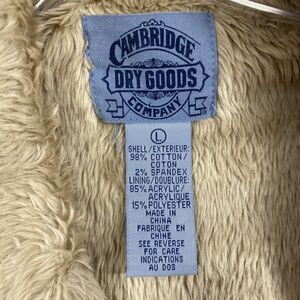 CAMBRIDGE
DRY GOODS
COMPANY
L
SHELL/EXTERIEUR:
98% COTTON/
COTON
2% SPANDEX
LINING/DOUBLURE:
85% ACRYLIC/
ACRYLIQUE
15% POLYESTER
MADE IN
CHINA
FABRIQUE EN
CHINE
SEE REVERSE
FOR CARE
INDICATIONS
AU DOS